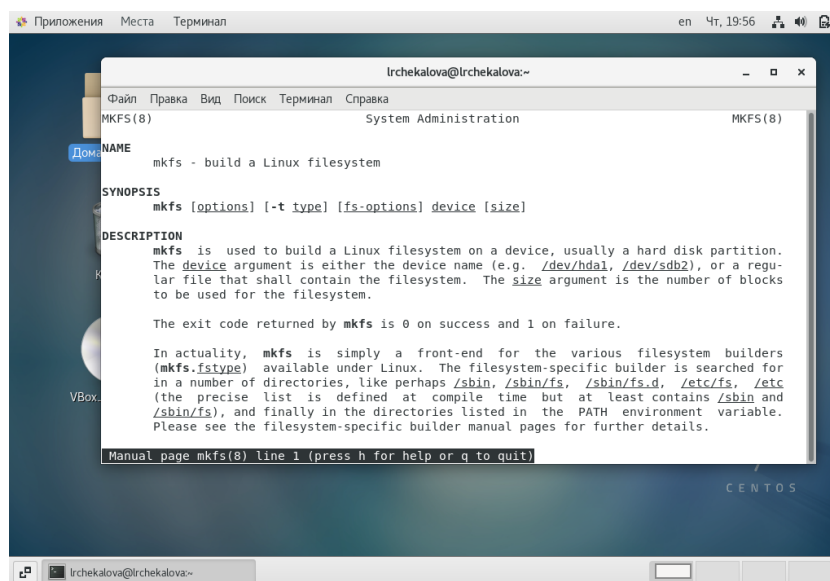 Приложения Места Терминал en Чт, 19:56
lrchekalova@lrchekalova:~
Файл Правка Вид Поиск Терминал Справка
MKFS(8) System Administration MKFS(8)
NAME
mkfs - build a Linux filesystem
SYNOPSIS
mkfs [options] [-t type] [fs-options] device [size]
DESCRIPTION
mkfs is used to build a Linux filesystem on a device, usually a hard disk partition.
The device argument is either the device name (e.g. /dev/hda1, /dev/sdb2), or a regu-
lar file that shall contain the filesystem. The size argument is the number of blocks
to be used for the filesystem.
The exit code returned by mkfs is 0 on success and 1 on failure.
In actuality, mkfs is simply a front-end for the various filesystem builders
(mkfs.fstype) available under Linux. The filesystem-specific builder is searched for
in a number of directories, like perhaps /sbin, /sbin/fs, /sbin/fs.d, /etc/fs, /etc
(the precise list is defined at compile time but at least contains /sbin and
/sbin/fs), and finally in the directories listed in the PATH environment variable.
Please see the filesystem-specific builder manual pages for further details.
Manual page mkfs(8) line 1 (press h for help or q to quit)
VBox_
CENTOS
lrchekalova@lrchekalova:~